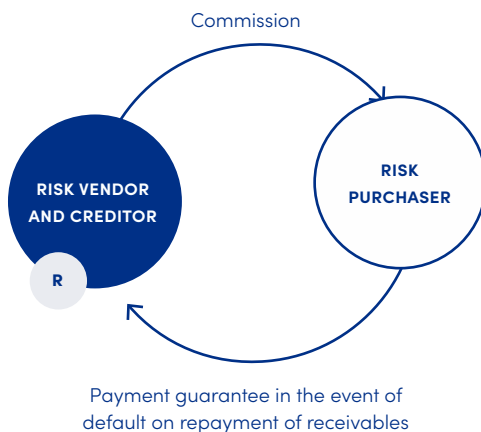 Commission
RISK VENDOR
AND CREDITOR
R
RISK
PURCHASER
Payment guarantee in the event of
default on repayment of receivables